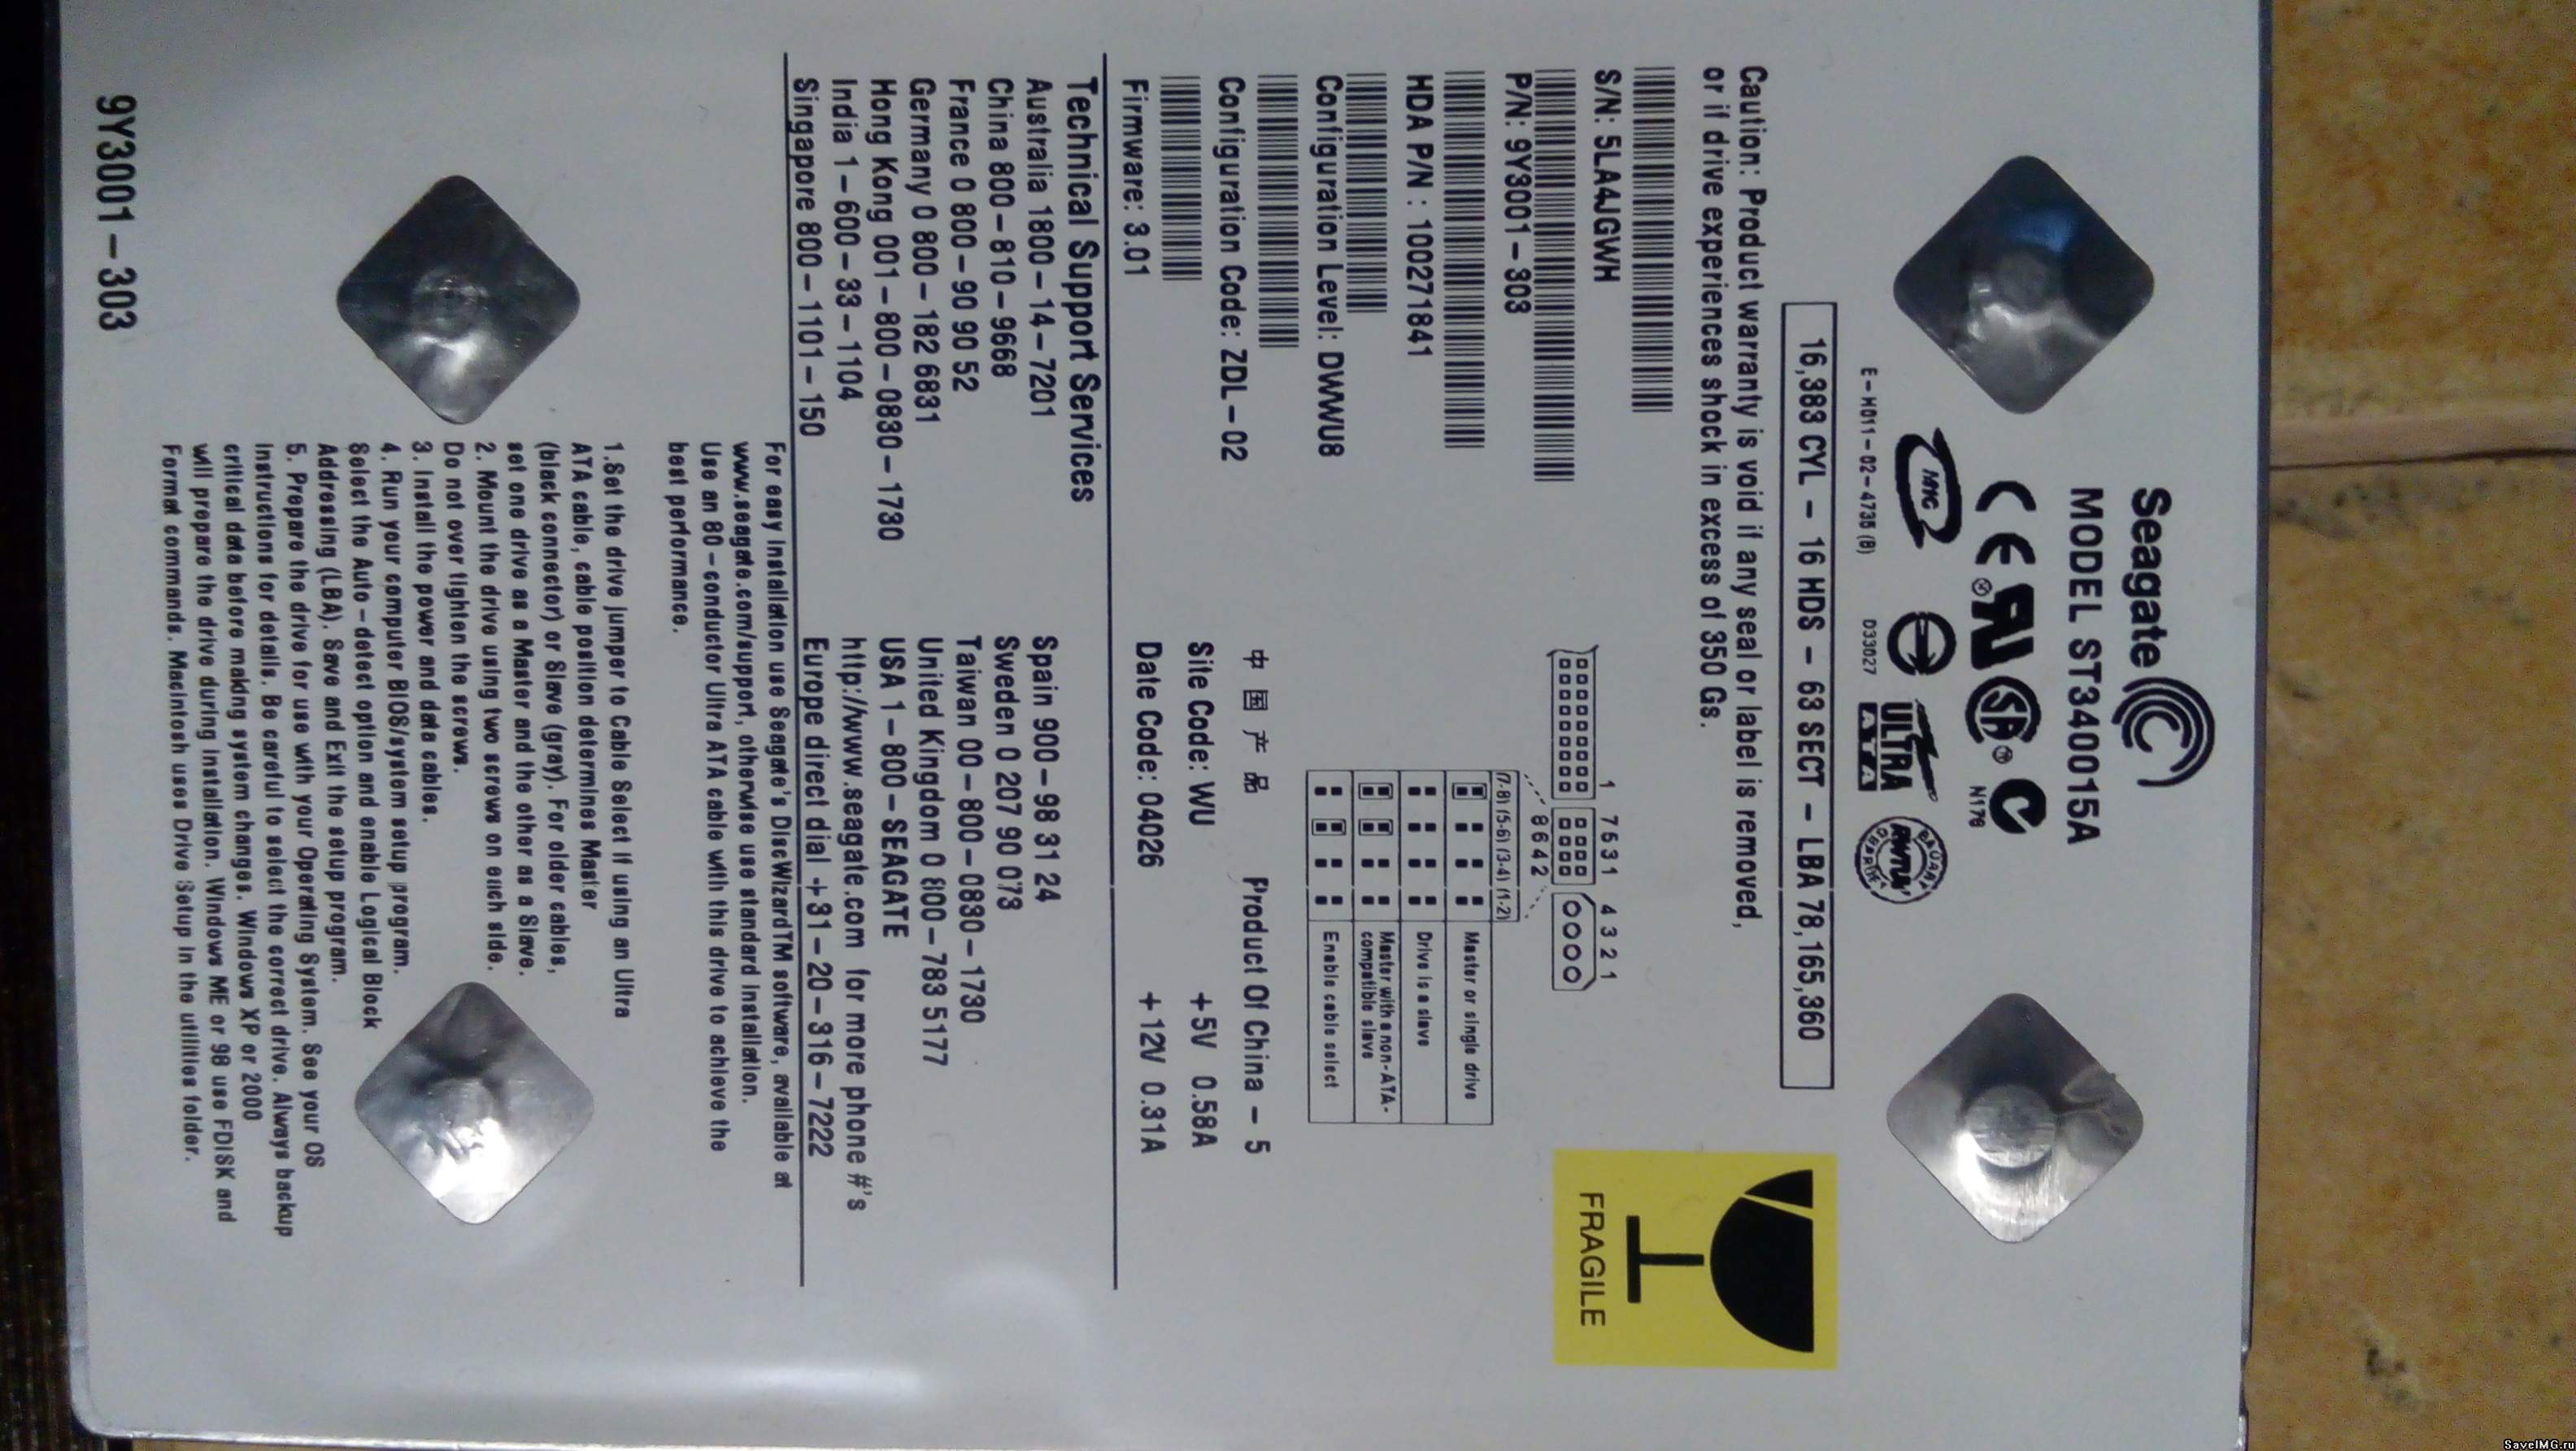 Seagate
MODEL ST340015A
CE ® SA® N176
MIC ULTRA ATA
E-H011-02-4735 (B) D33027
16,383 CYL - 16 HDS - 63 SECT - LBA 78,165,360
Caution: Product warranty is void if any seal or label is removed,
or if drive experiences shock in excess of 350 Gs.
S/N: 5LA4JGWH
P/N: 9Y3001-303
HDA P/N : 100271841
Configuration Level: DWWU8
Configuration Code: ZDL-02
Firmware: 3.01
1 7531 4321
8642
(7-8) (5-6) (3-4) (1-2)
Master or single drive
Drive is a slave
Master with a non-ATA-
compatible slave
Enable cable select
FRAGILE
中国产品 Product Of China - 5
Site Code: WU +5V 0.58A
Date Code: 04026 +12V 0.31A
Technical Support Services
Australia 1800-14-7201
China 800-810-9668
France 0 800-90 90 52
Germany 0 800-182 6831
Hong Kong 001-800-0830-1730
India 1-600-33-1104
Singapore 800-1101-150
Spain 900-98 31 24
Sweden 0 207 90 073
Taiwan 00-800-0830-1730
United Kingdom 0 800-783 5177
USA 1-800-SEAGATE
http://www.seagate.com for more phone #'s
Europe direct dial +31-20-316-7222
For easy installation use Seagate's DiscWizardTM software, available at
www.seagate.com/support, otherwise use standard installation.
Use an 80-conductor Ultra ATA cable with this drive to achieve the
best performance.
1.Set the drive jumper to Cable Select if using an Ultra
ATA cable, cable position determines Master
(black connector) or Slave (gray). For older cables,
set one drive as a Master and the other as a Slave.
2. Mount the drive using two screws on each side.
Do not over tighten the screws.
3. Install the power and data cables.
4. Run your computer BIOS/system setup program.
Select the Auto-detect option and enable Logical Block
Addressing (LBA). Save and Exit the setup program.
5. Prepare the drive for use with your Operating System. See your OS
instructions for details. Be careful to select the correct drive. Always backup
critical data before making system changes. Windows XP or 2000
will prepare the drive during installation. Windows ME or 98 use FDISK and
Format commands. Macintosh uses Drive Setup in the utilities folder.
9Y3001-303
SaveIMG.ru